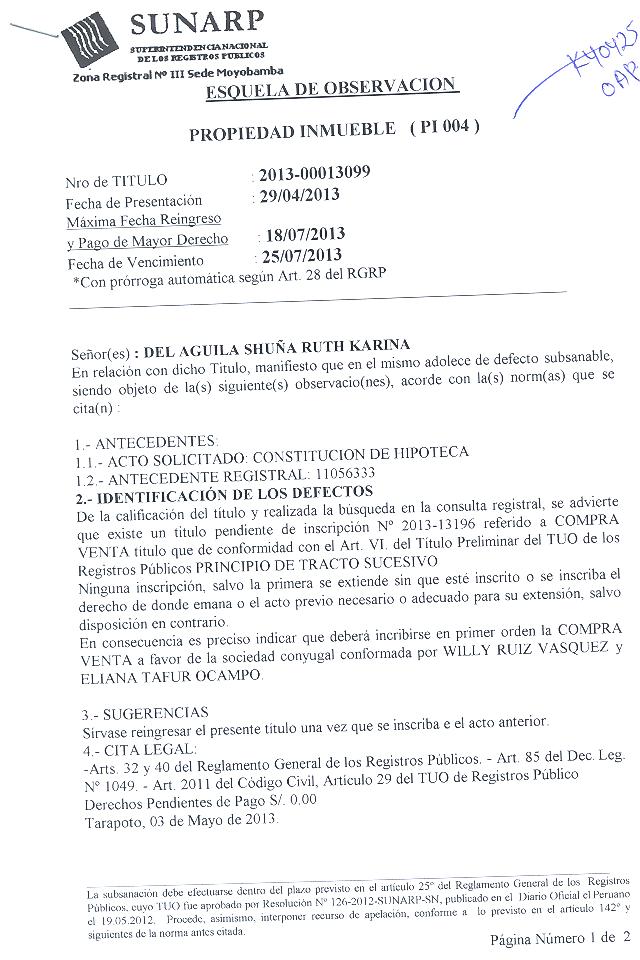 SUNARP
SUPERINTENDENCIA NACIONAL
DE LOS REGISTROS PUBLICOS
Zona Registral Nº III Sede Moyobamba
K40425
OAP
ESQUELA DE OBSERVACION
PROPIEDAD INMUEBLE ( PI 004 )
Nro de TITULO : 2013-00013099
Fecha de Presentación : 29/04/2013
Máxima Fecha Reingreso
y Pago de Mayor Derecho : 18/07/2013
Fecha de Vencimiento : 25/07/2013
*Con prórroga automática según Art. 28 del RGRP
Señor(es) : DEL AGUILA SHUÑA RUTH KARINA
En relación con dicho Titulo, manifiesto que en el mismo adolece de defecto subsanable,
siendo objeto de la(s) siguiente(s) observacio(nes), acorde con la(s) norm(as) que se
cita(n) :
1.- ANTECEDENTES:
1.1.- ACTO SOLICITADO: CONSTITUCION DE HIPOTECA
1.2.- ANTECEDENTE REGISTRAL: 11056333
2.- IDENTIFICACIÓN DE LOS DEFECTOS
De la calificación del título y realizada la búsqueda en la consulta registral, se advierte
que existe un titulo pendiente de inscripción Nº 2013-13196 referido a COMPRA
VENTA titulo que de conformidad con el Art. VI. del Título Preliminar del TUO de los
Registros Públicos PRINCIPIO DE TRACTO SUCESIVO
Ninguna inscripción, salvo la primera se extiende sin que esté inscrito o se inscriba el
derecho de donde emana o el acto previo necesario o adecuado para su extensión, salvo
disposición en contrario.
En consecuencia es preciso indicar que deberá incribirse en primer orden la COMPRA
VENTA a favor de la sociedad conyugal conformada por WILLY RUIZ VASQUEZ y
ELIANA TAFUR OCAMPO.
3.- SUGERENCIAS
Sírvase reingresar el presente título una vez que se inscriba e el acto anterior.
4.- CITA LEGAL:
-Arts. 32 y 40 del Reglamento General de los Registros Públicos. - Art. 85 del Dec. Leg.
Nº 1049. - Art. 2011 del Código Civil, Artículo 29 del TUO de Registros Público
Derechos Pendientes de Pago S/. 0.00
Tarapoto, 03 de Mayo de 2013.
La subsanación debe efectuarse dentro del plazo previsto en el artículo 25° del Reglamento General de los Registros
Públicos, cuyo TUO fue aprobado por Resolución Nº 126-2012-SUNARP-SN, publicado en el Diario Oficial el Peruano
el 19.05.2012. Procede, asimismo, interponer recurso de apelación, conforme a lo previsto en el artículo 142° y
siguientes de la norma antes citada.
Página Número 1 de 2